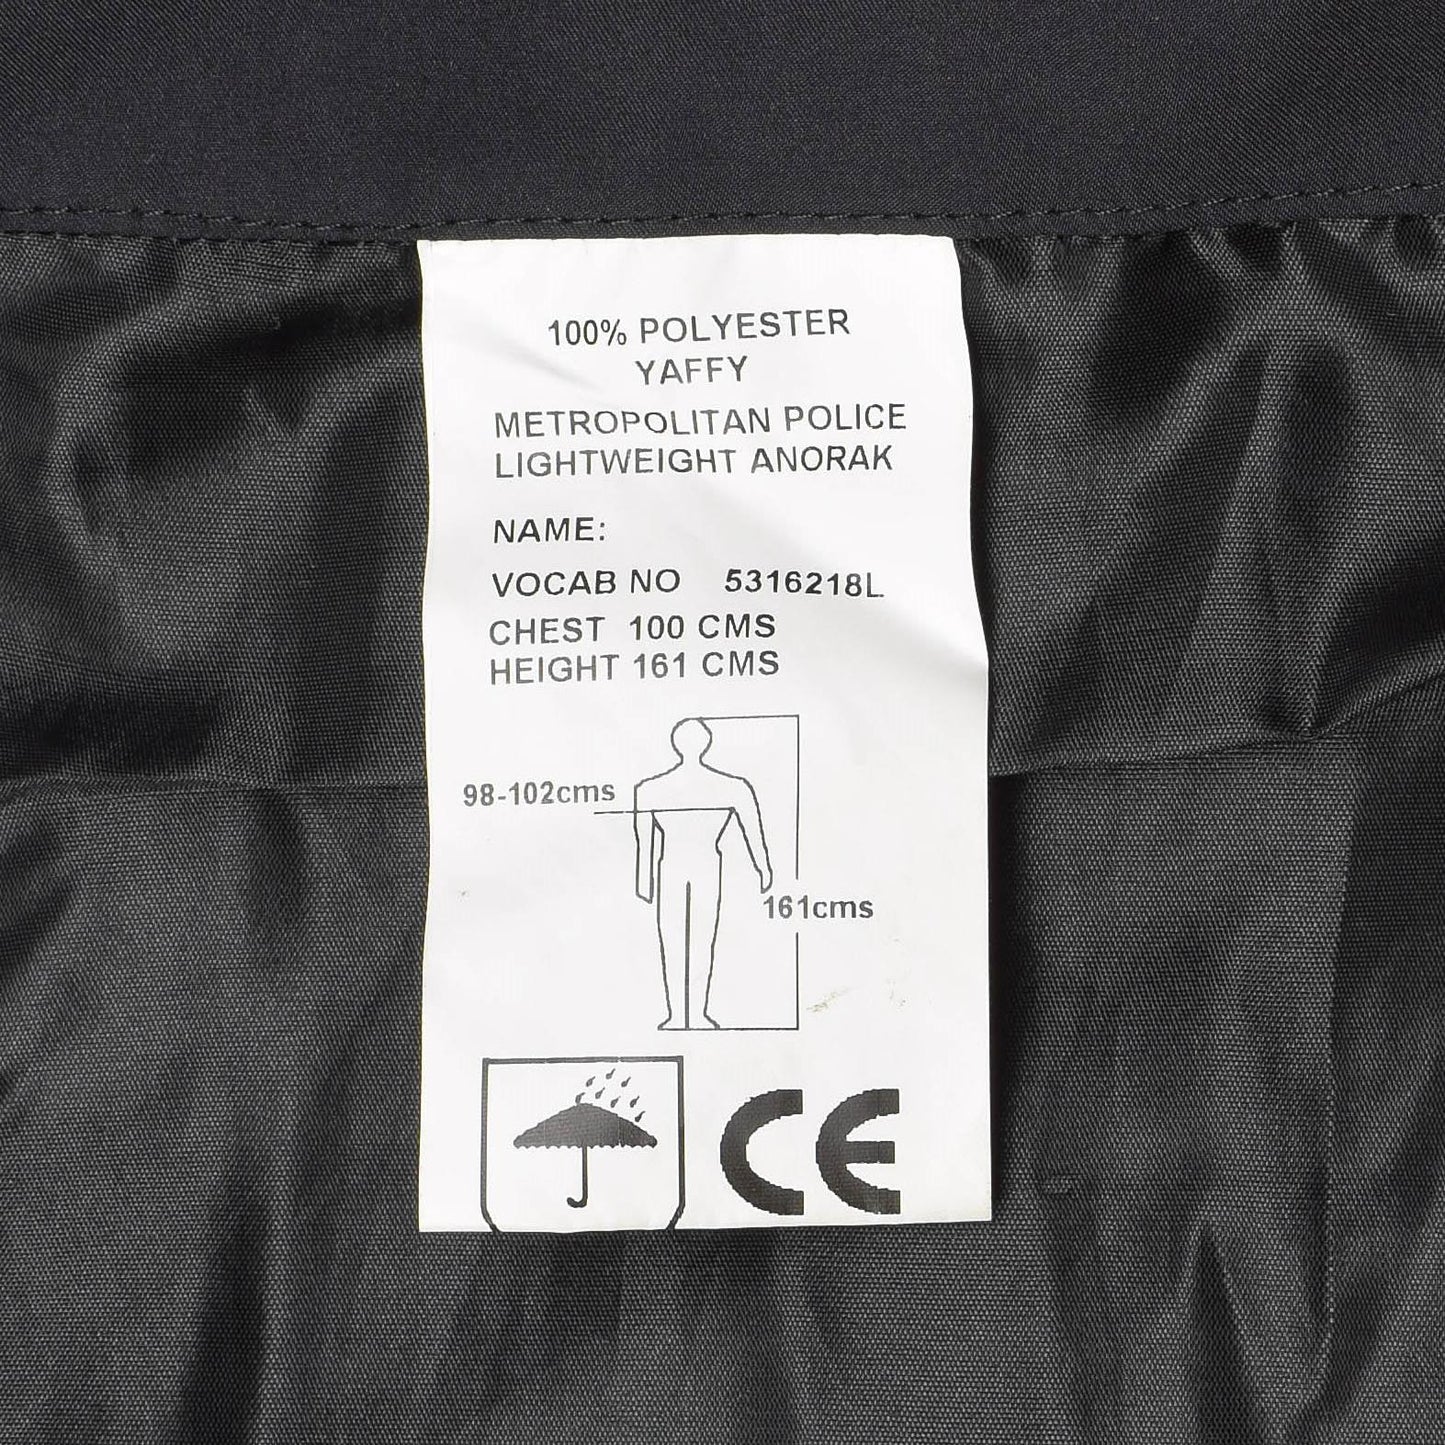 100% POLYESTER
YAFFY
METROPOLITAN POLICE
LIGHTWEIGHT ANORAK
NAME:
VOCAB NO 5316218L
CHEST 100 CMS
HEIGHT 161 CMS
98-102cms
161cms
CE